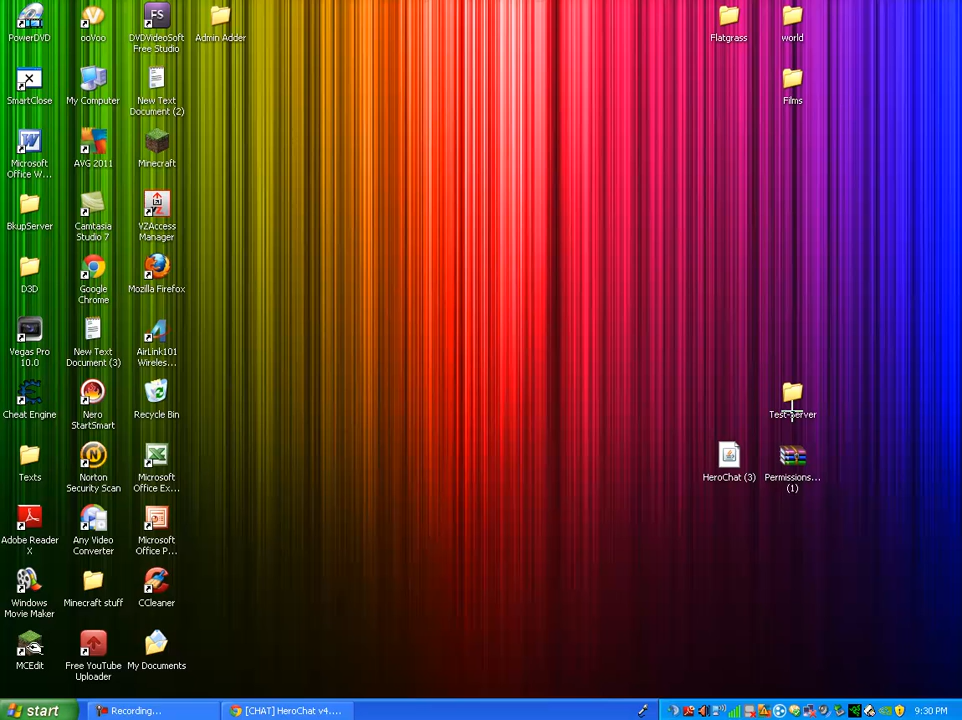 PowerDVD
ooVoo
FS
DVDVideoSoft
Free Studio
Admin Adder
Flatgrass
world
SmartClose
My Computer
New Text
Document (2)
Films
Microsoft
Office W...
AVG 2011
Minecraft
BkupServer
Camtasia
Studio 7
VZAccess
Manager
D3D
Google
Chrome
Mozilla Firefox
Vegas Pro
10.0
New Text
Document (3)
AirLink101
Wireless...
Cheat Engine
Nero
StartSmart
Recycle Bin
Test-Server
Texts
Norton
Security Scan
Microsoft
Office Ex...
HeroChat (3)
Permissions...
(1)
Adobe Reader
X
Any Video
Converter
Microsoft
Office P...
Windows
Movie Maker
Minecraft stuff
CCleaner
MCEdit
Free YouTube
Uploader
My Documents
start
Recording...
[CHAT] HeroChat v4....
9:30 PM